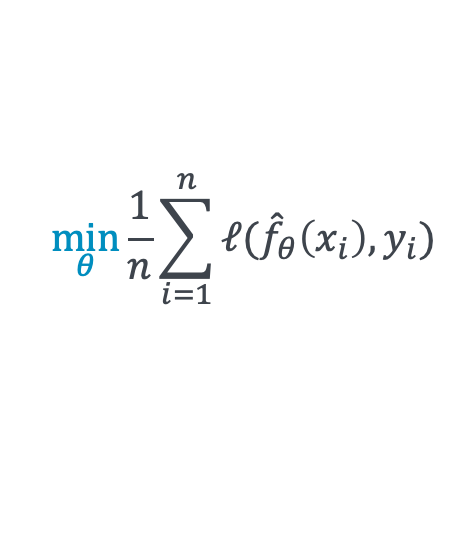 min_θ 1/n ∑_{i=1}^{n} ℓ(f̂_θ(x_i), y_i)